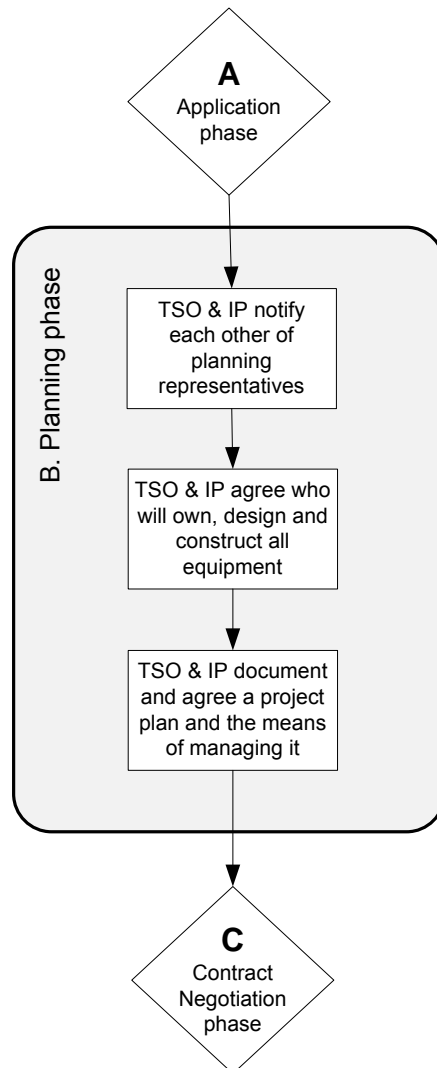 A
Application
phase
B. Planning phase
TSO & IP notify
each other of
planning
representatives
TSO & IP agree who
will own, design and
construct all
equipment
TSO & IP document
and agree a project
plan and the means
of managing it
C
Contract
Negotiation
phase